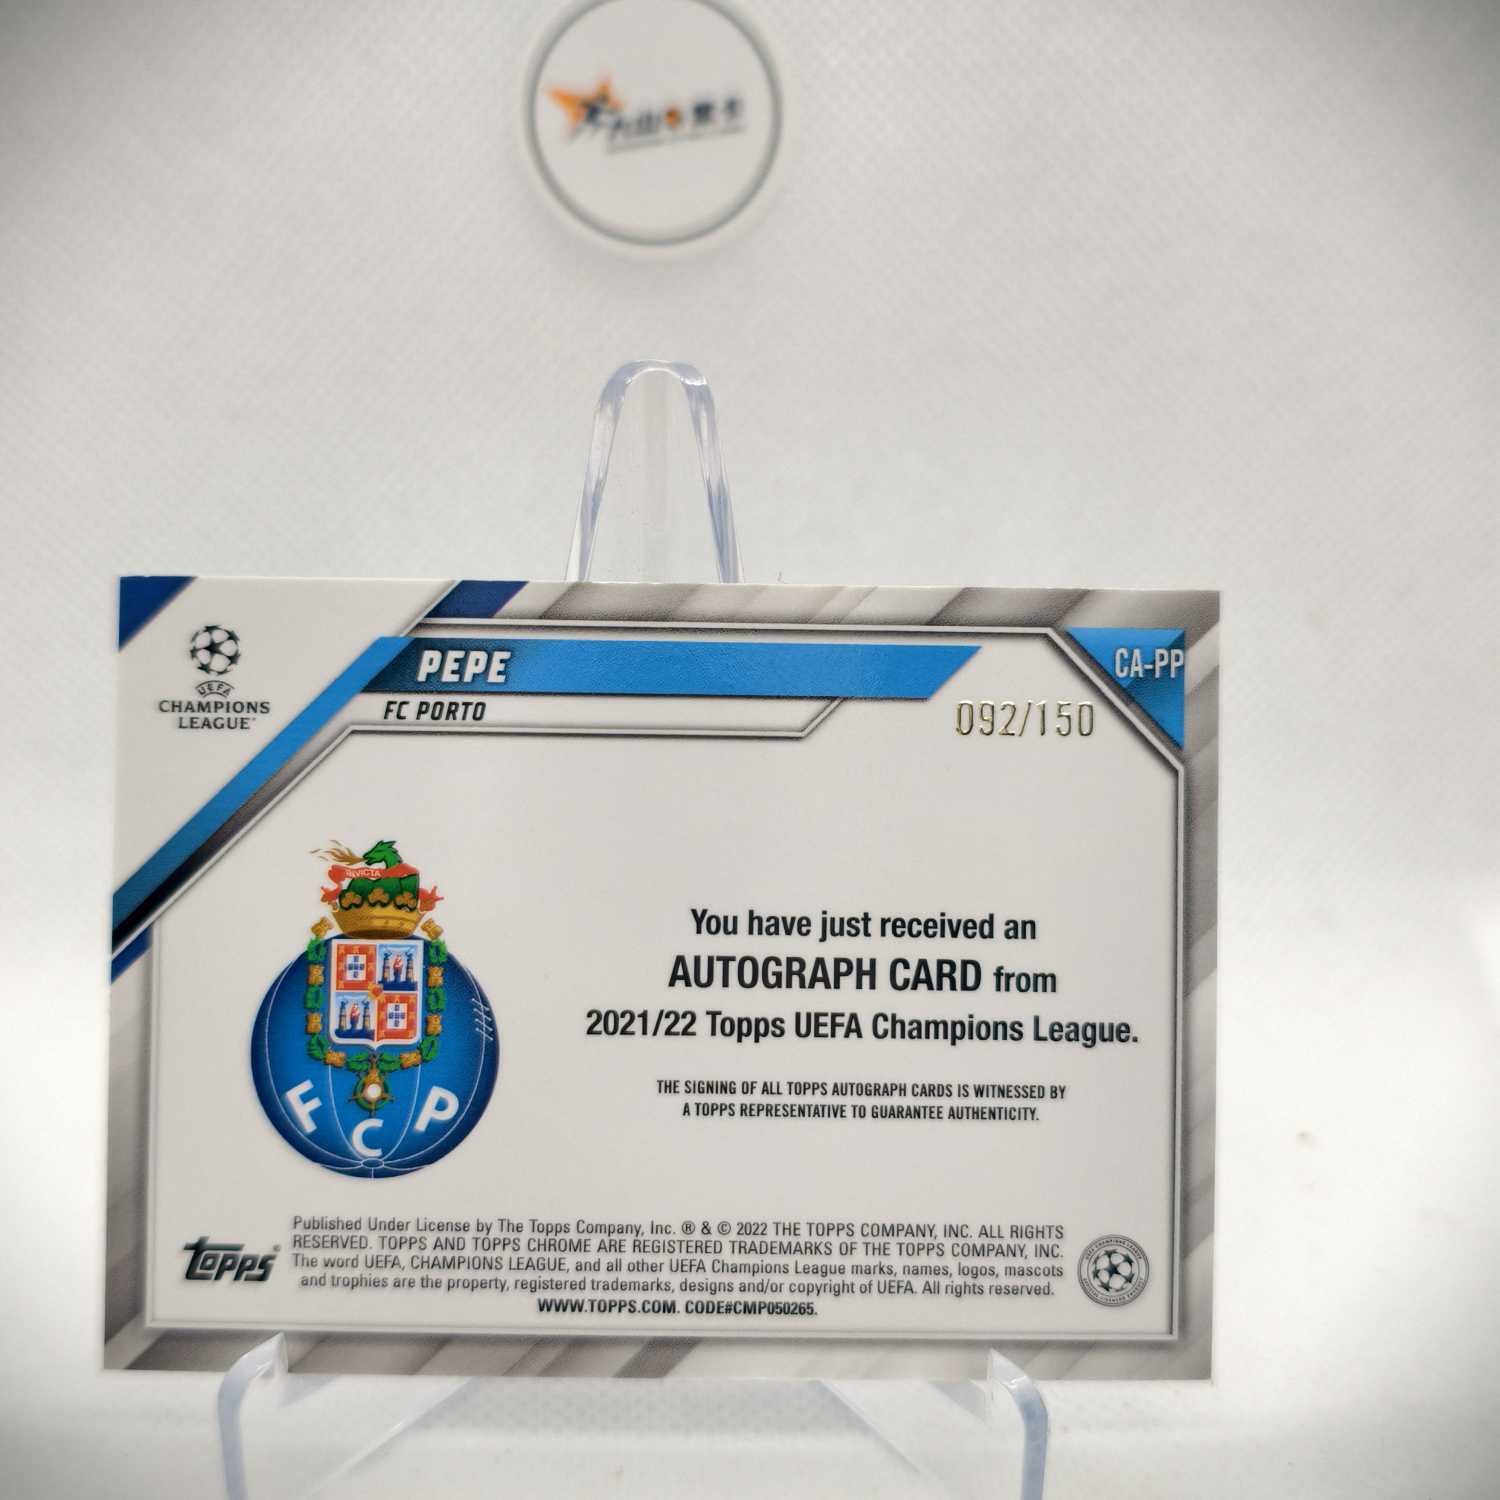 UEFA
CHAMPIONS
LEAGUE
PEPE
FC PORTO
CA-PP
092/150
INVICTA
F C P
You have just received an
AUTOGRAPH CARD from
2021/22 Topps UEFA Champions League.
THE SIGNING OF ALL TOPPS AUTOGRAPH CARDS IS WITNESSED BY
A TOPPS REPRESENTATIVE TO GUARANTEE AUTHENTICITY.
topps®
Published Under License by The Topps Company, Inc. ® & © 2022 THE TOPPS COMPANY, INC. ALL RIGHTS
RESERVED. TOPPS AND TOPPS CHROME ARE REGISTERED TRADEMARKS OF THE TOPPS COMPANY, INC.
The word UEFA, CHAMPIONS LEAGUE, and all other UEFA Champions League marks, names, logos, mascots
and trophies are the property, registered trademarks, designs and/or copyright of UEFA. All rights reserved.
WWW.TOPPS.COM. CODE#CMP050265.